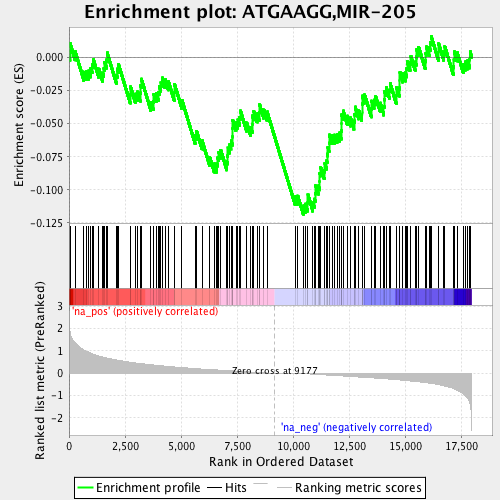 Enrichment plot: ATGAAGG,MIR-205
Enrichment score (ES)
0.000
-0.025
-0.050
-0.075
-0.100
-0.125
'na_pos' (positively correlated)
Ranked list metric (PreRanked)
3
2
1
0
-1
-2
Zero cross at 9177
'na_neg' (negatively correlated)
0
2,500
5,000
7,500
10,000
12,500
15,000
17,500
Rank in Ordered Dataset
Enrichment profile
Hits
Ranking metric scores